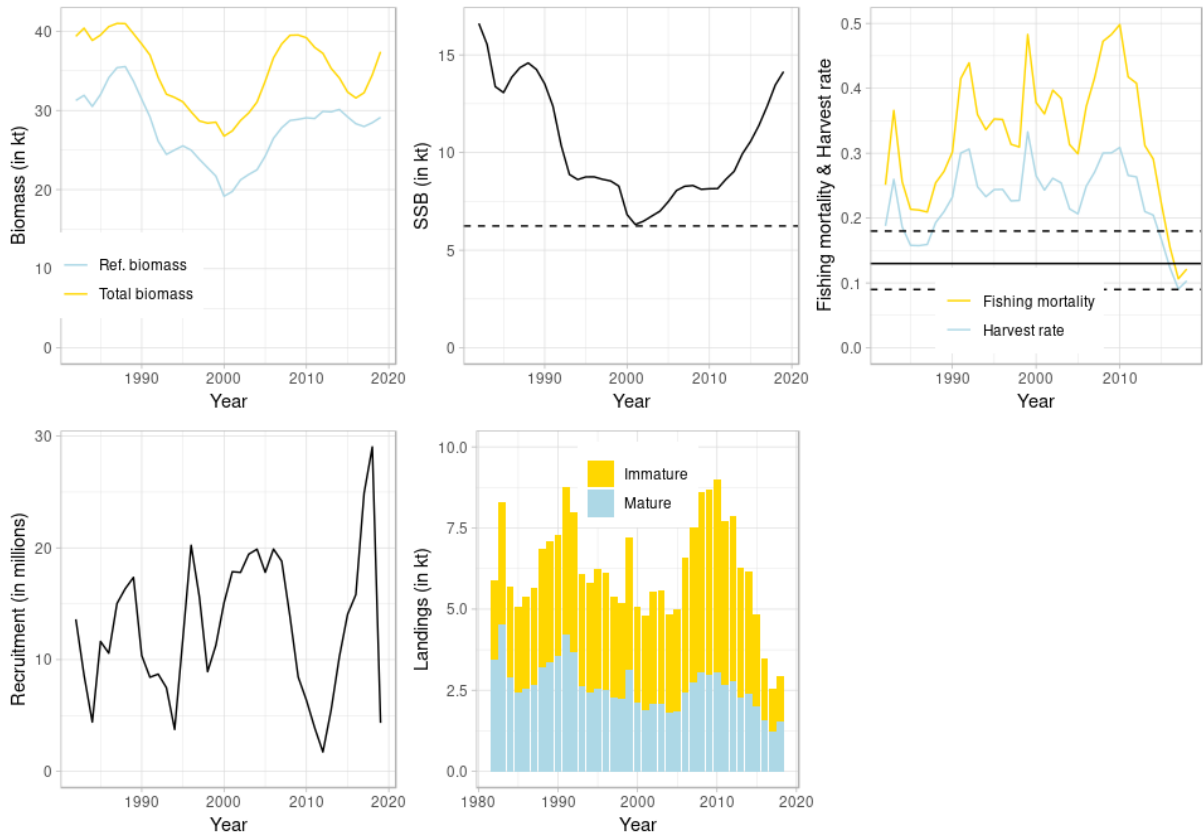 Biomass (in kt)
40
30
20
10
0
Ref. biomass
Total biomass
1990
2000
2010
2020
Year
SSB (in kt)
15
10
5
0
1990
2000
2010
2020
Year
Fishing mortality & Harvest rate
0.5
0.4
0.3
0.2
0.1
0.0
Fishing mortality
Harvest rate
1990
2000
2010
Year
Recruitment (in millions)
30
20
10
0
1990
2000
2010
2020
Year
Landings (in kt)
10.0
7.5
5.0
2.5
0.0
Immature
Mature
1980
1990
2000
2010
2020
Year